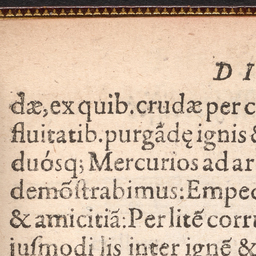 D I
dæ,ex quib.crudæ per c
fluitatib.purgãdę ignis &
duósq; Mercurios ad ar
demõſtrabimus:Emped
& amicitiã:Per litẽ corru
iuſmodi lis inter ignẽ &